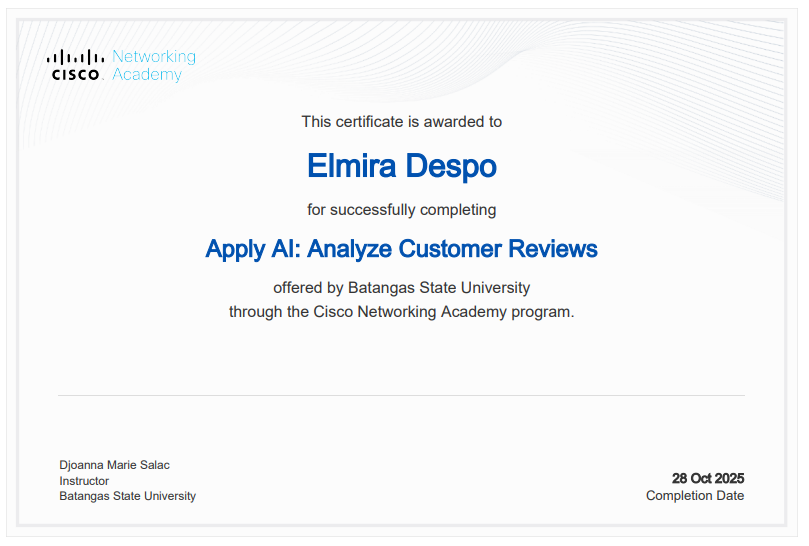 Networking
CISCO Academy
This certificate is awarded to
Elmira Despo
for successfully completing
Apply AI: Analyze Customer Reviews
offered by Batangas State University
through the Cisco Networking Academy program.
Djoanna Marie Salac
Instructor
Batangas State University
28 Oct 2025
Completion Date